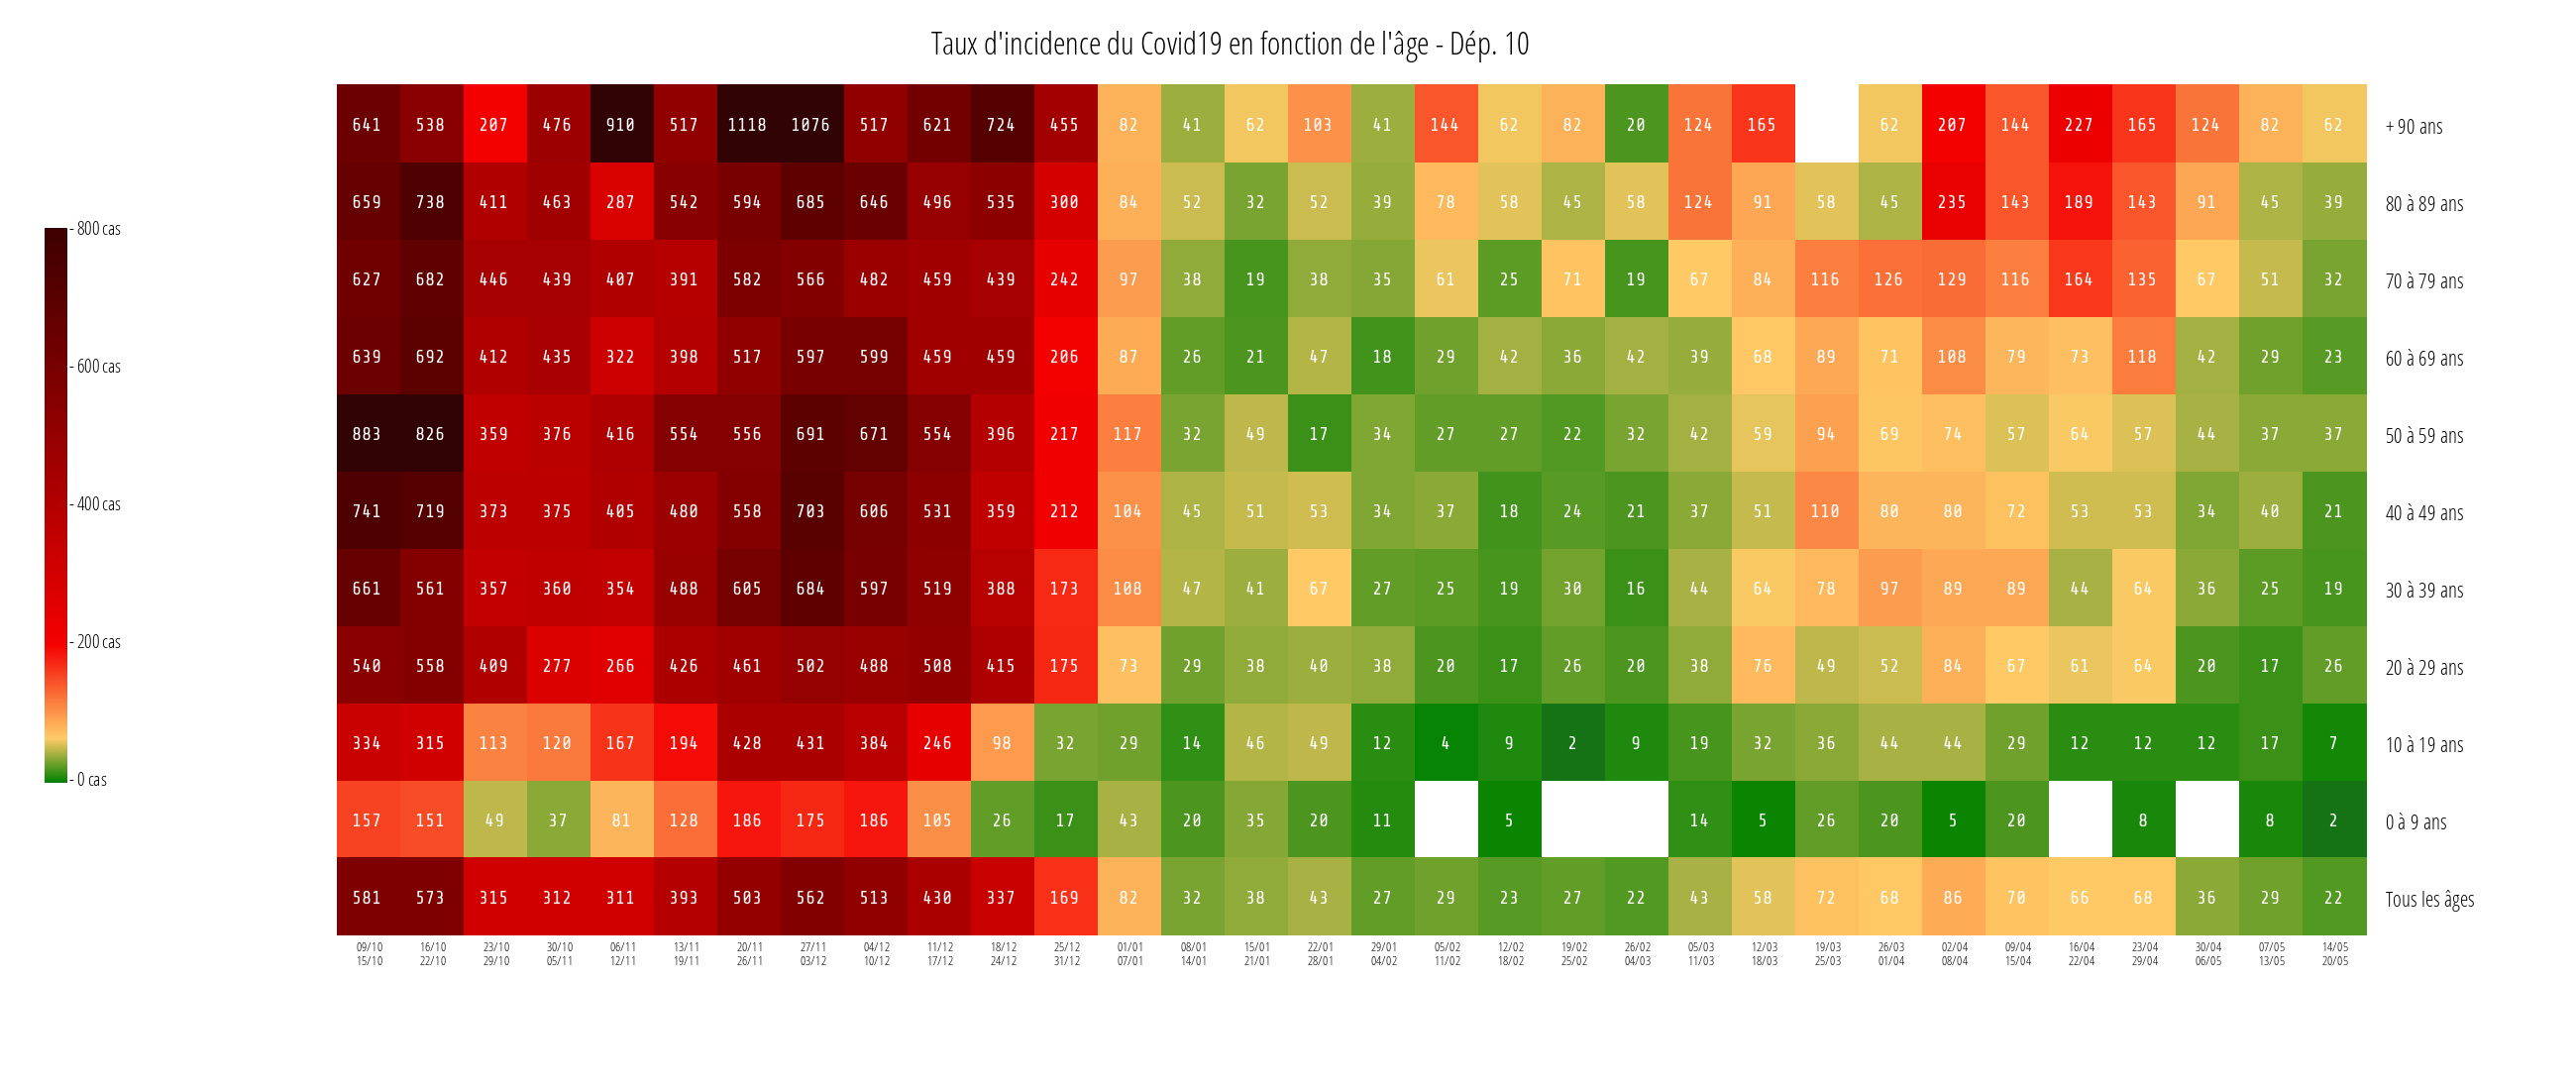 Taux d'incidence du Covid19 en fonction de l'âge - Dép. 10
- 800 cas
- 600 cas
- 400 cas
- 200 cas
- 0 cas
641 538 207 476 910 517 1118 1076 517 621 724 455 82 41 62 103 41 144 62 82 20 124 165 62 207 144 227 165 124 82 62 + 90 ans
659 738 411 463 287 542 594 685 646 496 535 300 84 52 32 52 39 78 58 45 58 124 91 58 45 235 143 189 143 91 45 39 80 à 89 ans
627 682 446 439 407 391 582 566 482 459 439 242 97 38 19 38 35 61 25 71 19 67 84 116 126 129 116 164 135 67 51 32 70 à 79 ans
639 692 412 435 322 398 517 597 599 459 459 206 87 26 21 47 18 29 42 36 42 39 68 89 71 108 79 73 118 42 29 23 60 à 69 ans
883 826 359 376 416 554 556 691 671 554 396 217 117 32 49 17 34 27 27 22 32 42 59 94 69 74 57 64 57 44 37 37 50 à 59 ans
741 719 373 375 405 480 558 703 606 531 359 212 104 45 51 53 34 37 18 24 21 37 51 110 80 80 72 53 53 34 40 21 40 à 49 ans
661 561 357 360 354 488 605 684 597 519 388 173 108 47 41 67 27 25 19 30 16 44 64 78 97 89 89 44 64 36 25 19 30 à 39 ans
540 558 409 277 266 426 461 502 488 508 415 175 73 29 38 40 38 20 17 26 20 38 76 49 52 84 67 61 64 20 17 26 20 à 29 ans
334 315 113 120 167 194 428 431 384 246 98 32 29 14 46 49 12 4 9 2 9 19 32 36 44 44 29 12 12 12 17 7 10 à 19 ans
157 151 49 37 81 128 186 175 186 105 26 17 43 20 35 20 11 5 14 5 26 20 5 20 8 8 2 0 à 9 ans
581 573 315 312 311 393 503 562 513 430 337 169 82 32 38 43 27 29 23 27 22 43 58 72 68 86 70 66 68 36 29 22 Tous les âges
09/10 16/10 23/10 30/10 06/11 13/11 20/11 27/11 04/12 11/12 18/12 25/12 01/01 08/01 15/01 22/01 29/01 05/02 12/02 19/02 26/02 05/03 12/03 19/03 26/03 02/04 09/04 16/04 23/04 30/04 07/05 14/05
15/10 22/10 29/10 05/11 12/11 19/11 26/11 03/12 10/12 17/12 24/12 31/12 07/01 14/01 21/01 28/01 04/02 11/02 18/02 25/02 04/03 11/03 18/03 25/03 01/04 08/04 15/04 22/04 29/04 06/05 13/05 20/05